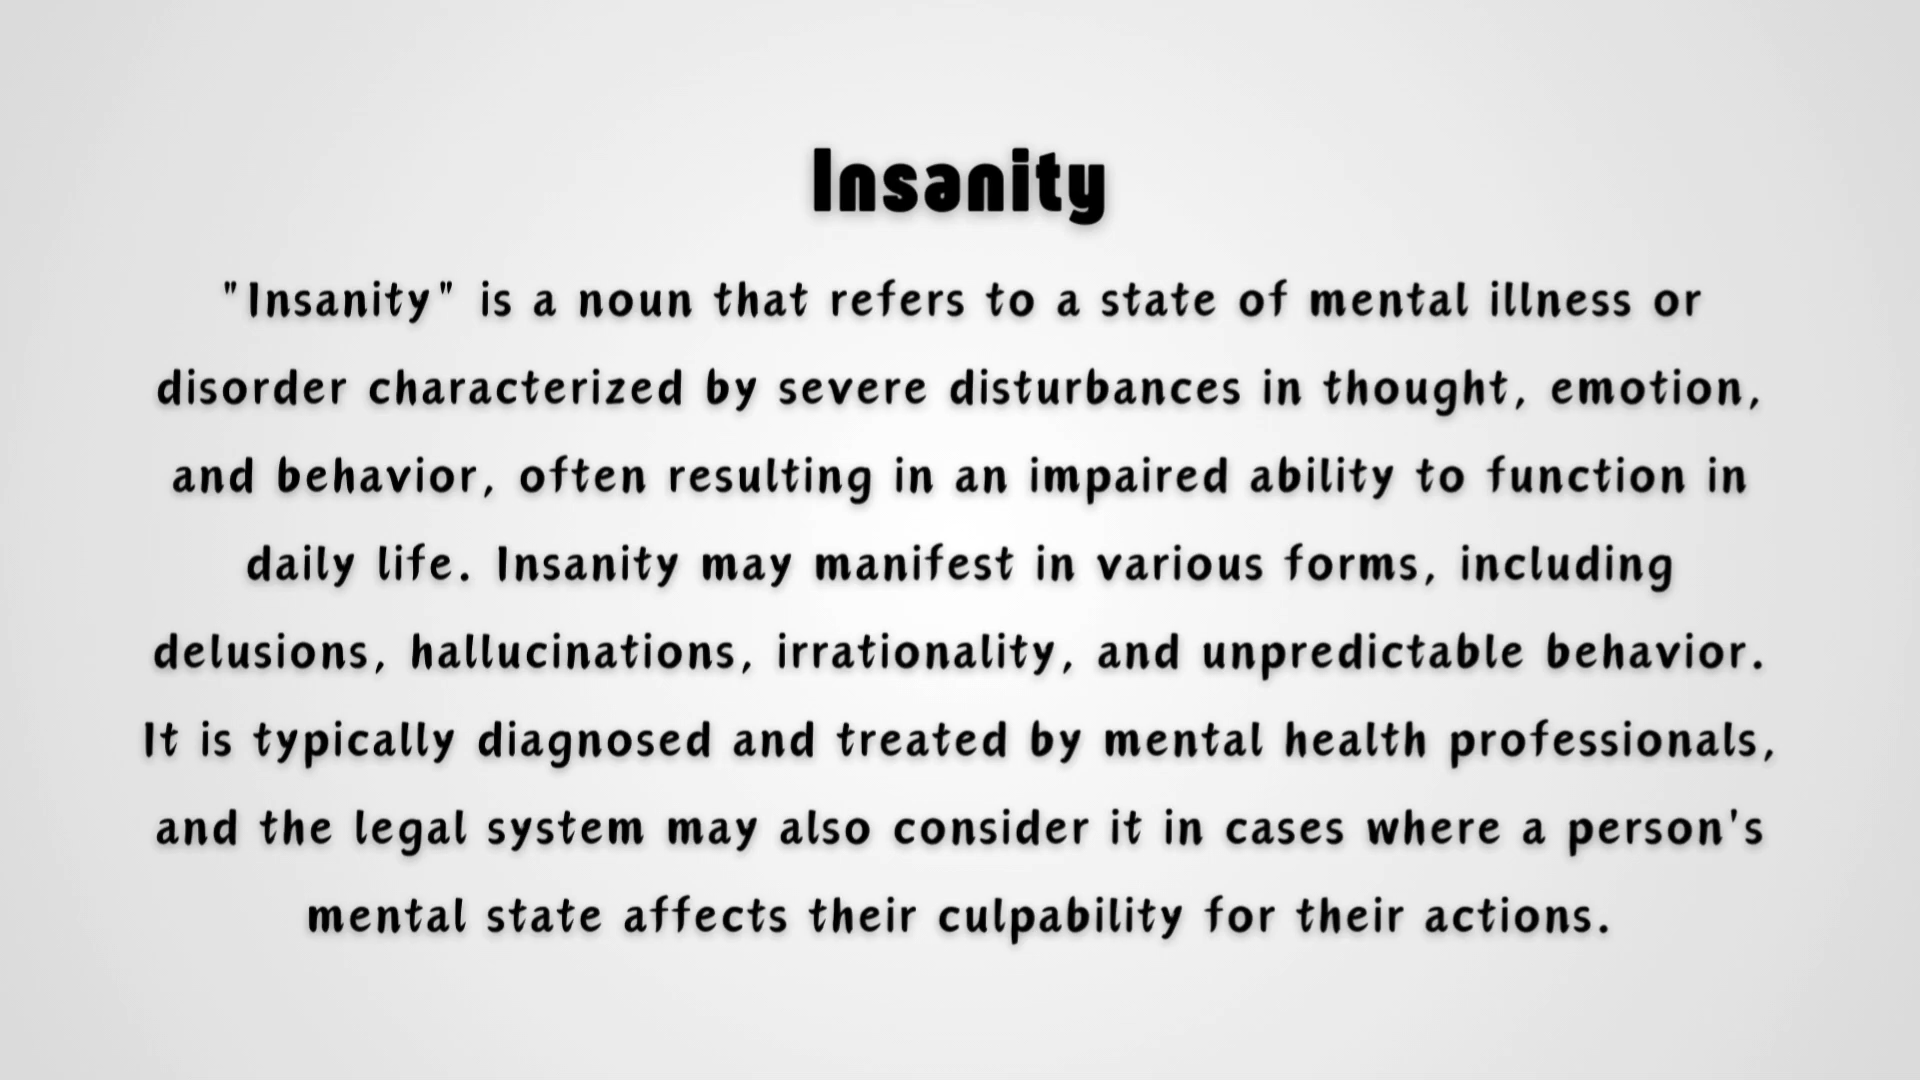 Insanity
"Insanity" is a noun that refers to a state of mental illness or
disorder characterized by severe disturbances in thought, emotion,
and behavior, often resulting in an impaired ability to function in
daily life. Insanity may manifest in various forms, including
delusions, hallucinations, irrationality, and unpredictable behavior.
It is typically diagnosed and treated by mental health professionals,
and the legal system may also consider it in cases where a person's
mental state affects their culpability for their actions.